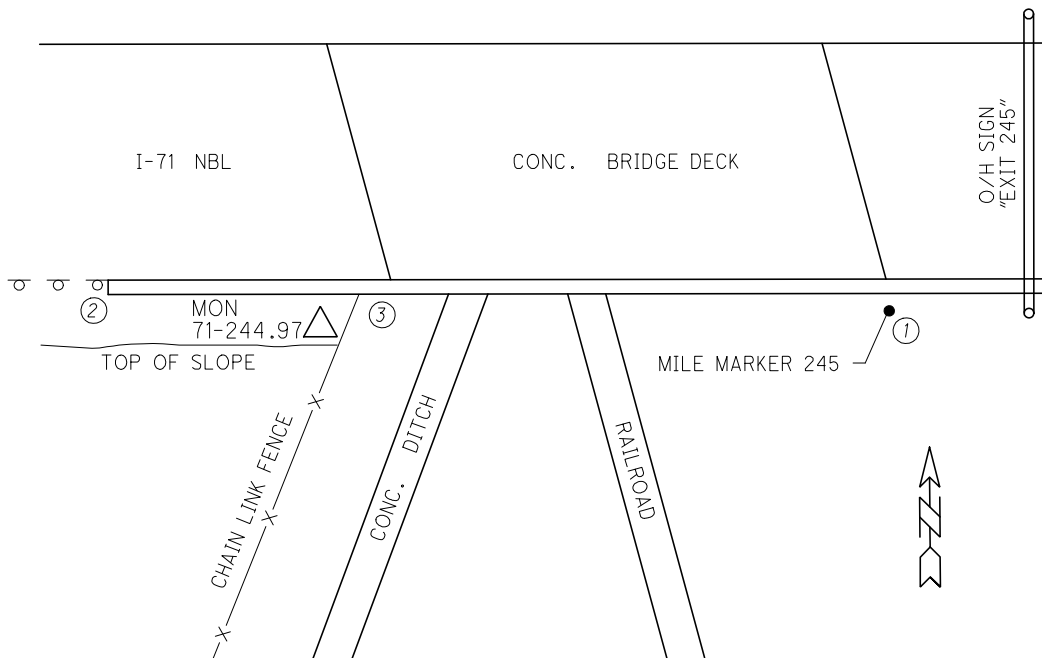 I-71 NBL
CONC. BRIDGE DECK
O/H SIGN
"EXIT 245"
2
MON
71-244.97
3
1
TOP OF SLOPE
MILE MARKER 245
CHAIN LINK FENCE
CONC. DITCH
RAILROAD
N